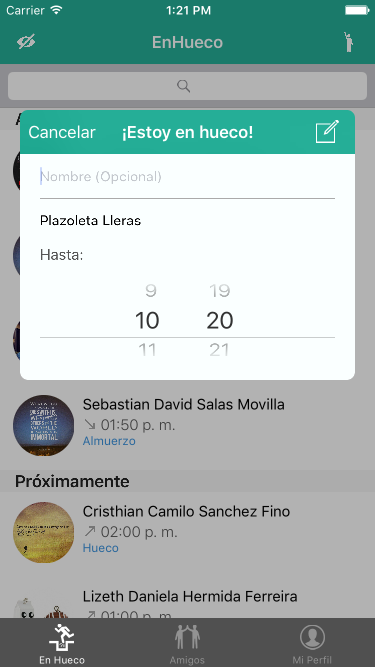 Carrier 1:21 PM
EnHueco
A
Cancelar ¡Estoy en hueco!
Nombre (Opcional)
Plazoleta Lleras
Hasta:
9 19
10 20
11 21
Sebastian David Salas Movilla
01:50 p. m.
Almuerzo
Próximamente
Cristhian Camilo Sanchez Fino
02:00 p. m.
Hueco
Lizeth Daniela Hermida Ferreira
01:00 p. m.
En Hueco Amigos Mi Perfil